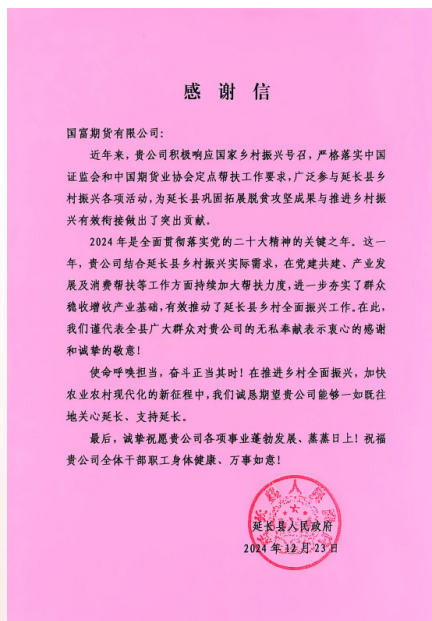 感谢信
国富期货有限公司:
近年来,贵公司积极响应国家乡村振兴号召,严格落实中国
证监会和中国期货业协会定点帮扶工作要求,广泛参与延长县乡
村振兴各项活动,为延长县巩固拓展脱贫攻坚成果与推进乡村振
兴有效衔接做出了突出贡献。
2024年是全面贯彻落实党的二十大精神的关键之年。这一
年,贵公司结合延长县乡村振兴实际需求,在党建共建、产业发
展及消费帮扶等工作方面持续加大帮扶力度,进一步夯实了群众
稳收增收产业基础,有效推动了延长县乡村全面振兴工作。在此,
我们谨代表全县广大群众对贵公司的无私奉献表示衷心的感谢
和诚挚的敬意!
使命呼唤担当,奋斗正当其时!在推进乡村全面振兴,加快
农业农村现代化的新征程中,我们诚恳期望贵公司能够一如既往
地关心延长、支持延长。
最后,诚挚祝愿贵公司各项事业蓬勃发展、蒸蒸日上!祝福
贵公司全体干部职工身体健康、万事如意!
延长县人民政府
2024年12月23日